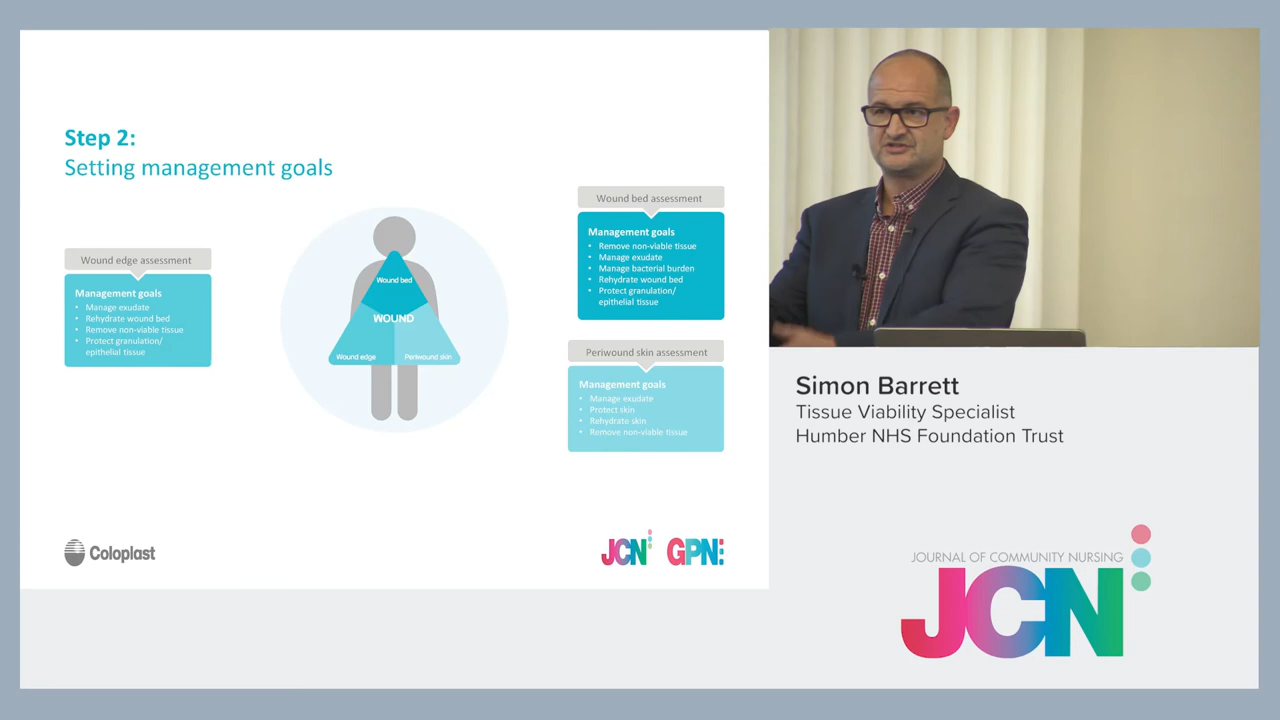 Step 2:
Setting management goals
Wound edge assessment
Management goals
• Manage exudate
• Rehydrate wound bed
• Remove non-viable tissue
• Protect granulation/
epithelial tissue
Wound bed
WOUND
Wound edge
Periwound skin
Wound bed assessment
Management goals
• Remove non-viable tissue
• Manage exudate
• Manage bacterial burden
• Rehydrate wound bed
• Protect granulation/
epithelial tissue
Periwound skin assessment
Management goals
• Manage exudate
• Protect skin
• Rehydrate skin
• Remove non-viable tissue
Coloplast
JCN
GPN
Simon Barrett
Tissue Viability Specialist
Humber NHS Foundation Trust
JOURNAL OF COMMUNITY NURSING
JCN